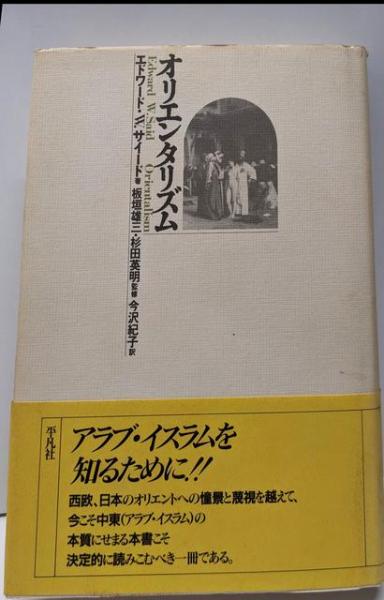 オリエンタリズム
Edward W. Said Orientalism
エドワード・W・サイード 著 板垣雄三・杉田英明 監修 今沢紀子 訳
平凡社
アラブ・イスラムを
知るために!!
西欧、日本のオリエントへの憧景と蔑視を越えて、
今こそ中東(アラブ・イスラム)の
本質にせまる本書こそ
決定的に読みこむべき一冊である。